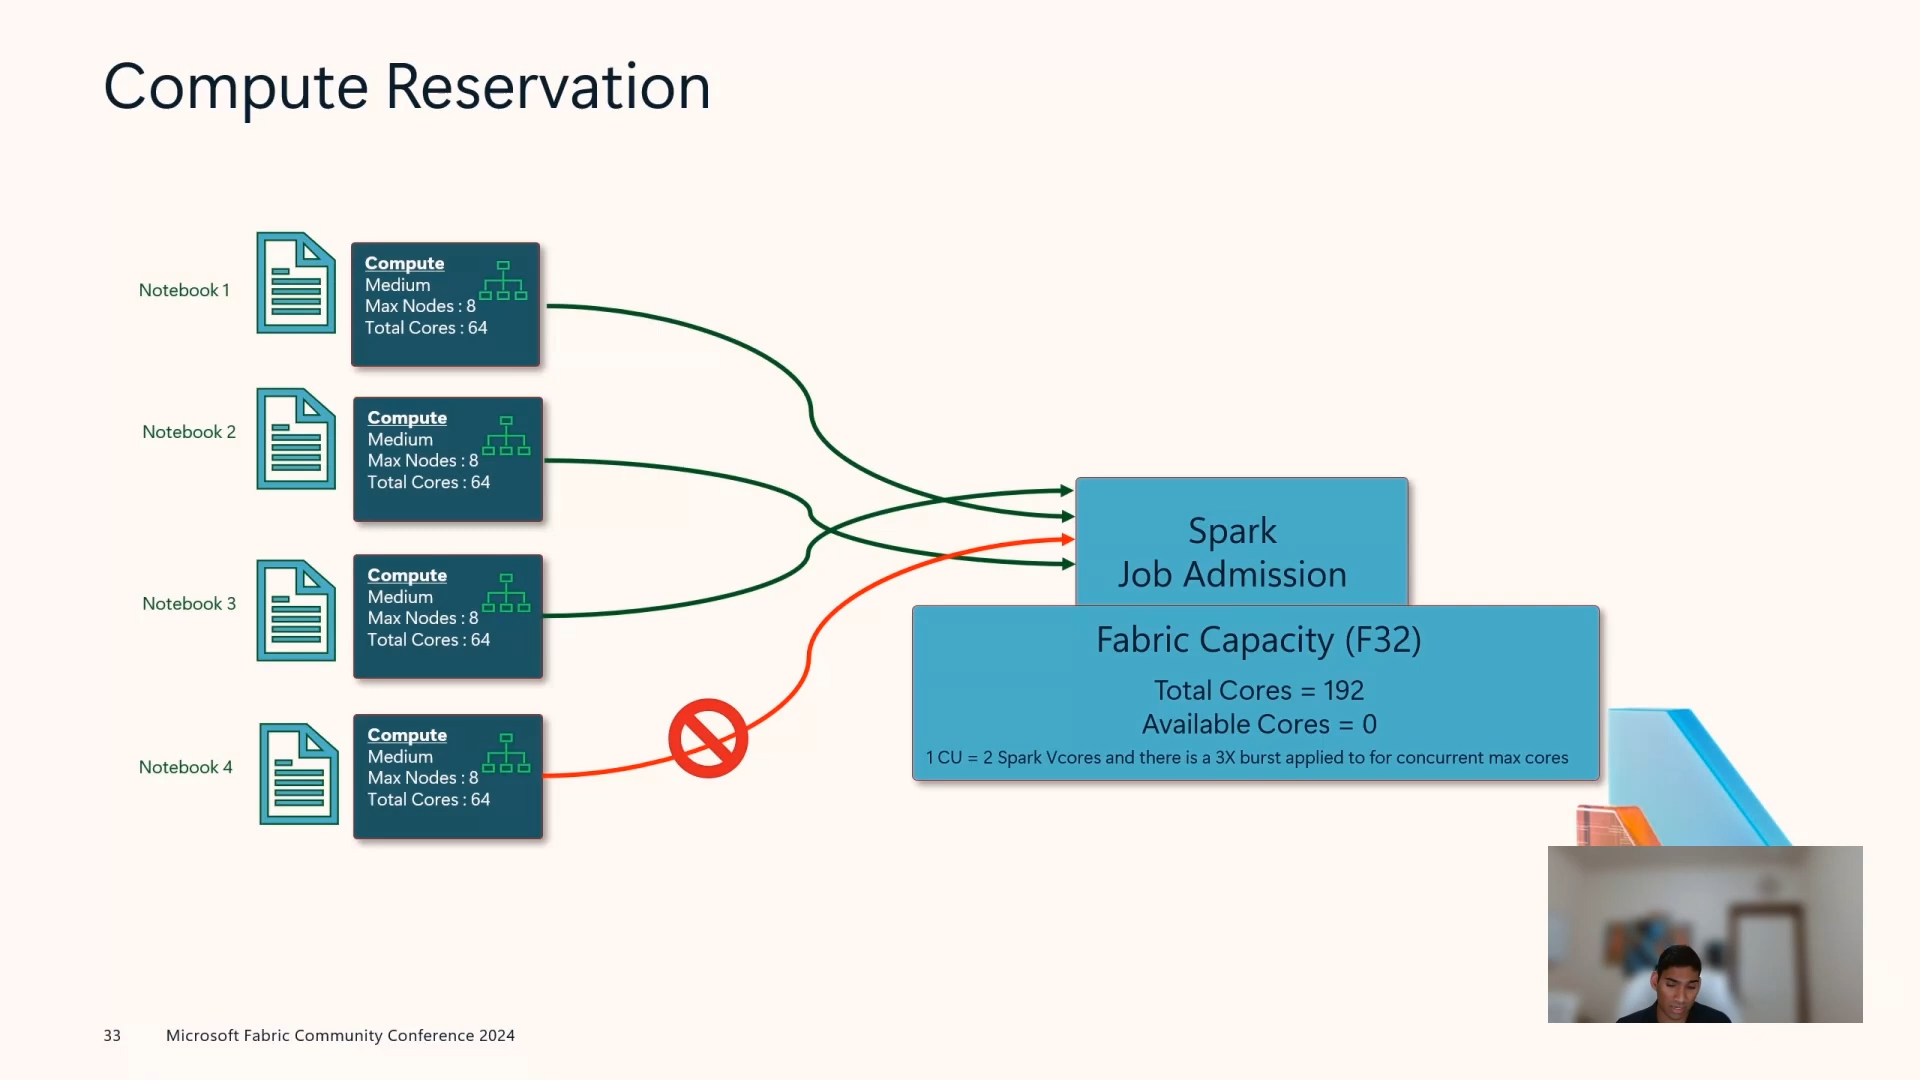 Compute Reservation
Notebook 1
Compute
Medium
Max Nodes : 8
Total Cores : 64
Notebook 2
Compute
Medium
Max Nodes : 8
Total Cores : 64
Notebook 3
Compute
Medium
Max Nodes : 8
Total Cores : 64
Notebook 4
Compute
Medium
Max Nodes : 8
Total Cores : 64
Spark
Job Admission
Fabric Capacity (F32)
Total Cores = 192
Available Cores = 0
1 CU = 2 Spark Vcores and there is a 3X burst applied to for concurrent max cores
33 Microsoft Fabric Community Conference 2024